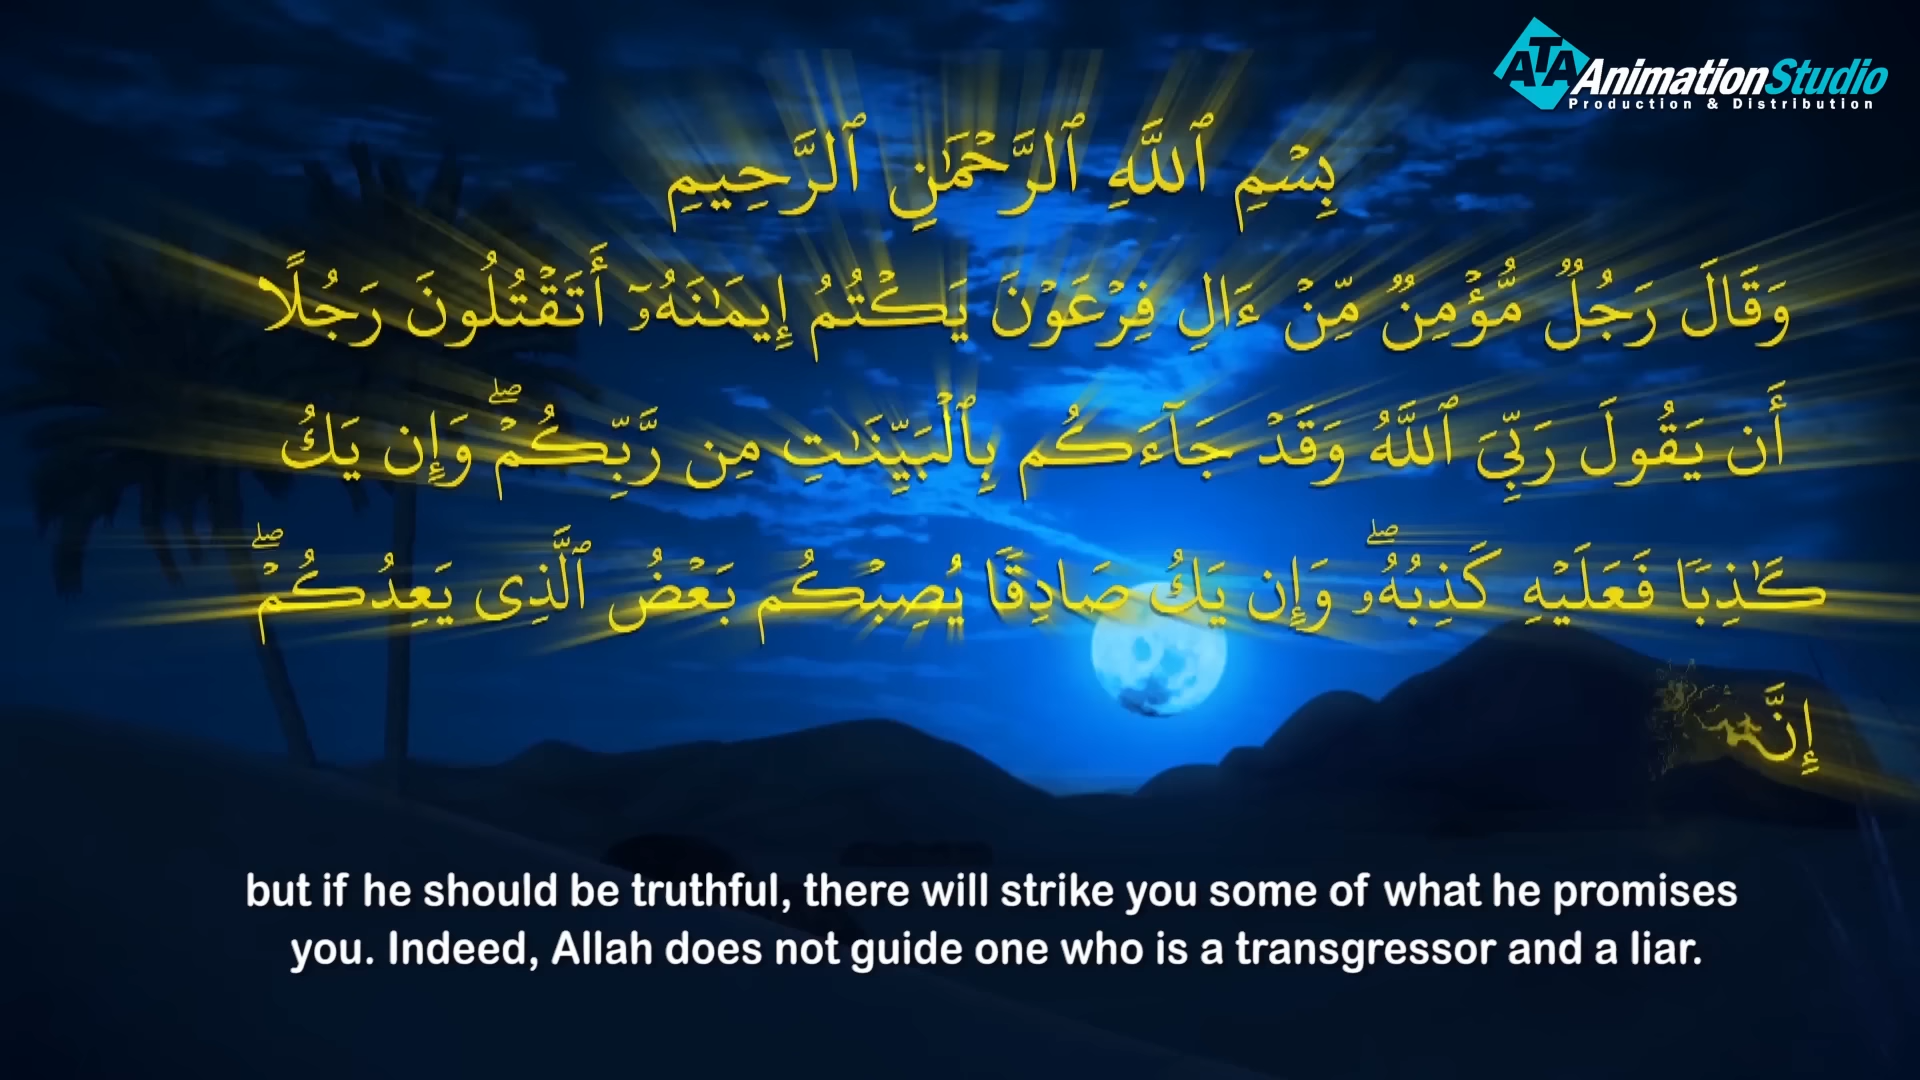 ATA AnimationStudio
Production & Distribution
بِسْمِ ٱللَّهِ ٱلرَّحْمَٰنِ ٱلرَّحِيمِ
وَقَالَ رَجُلٌ مُّؤْمِنٌ مِّنْ ءَالِ فِرْعَوْنَ يَكْتُمُ إِيمَٰنَهُۥٓ أَتَقْتُلُونَ رَجُلًا
أَن يَقُولَ رَبِّىَ ٱللَّهُ وَقَدْ جَآءَكُم بِٱلْبَيِّنَٰتِ مِن رَّبِّكُمْ ۖ وَإِن يَكُ
كَٰذِبًا فَعَلَيْهِ كَذِبُهُۥ ۖ وَإِن يَكُ صَادِقًا يُصِبْكُم بَعْضُ ٱلَّذِى يَعِدُكُمْ ۖ
إِنَّ
but if he should be truthful, there will strike you some of what he promises
you. Indeed, Allah does not guide one who is a transgressor and a liar.